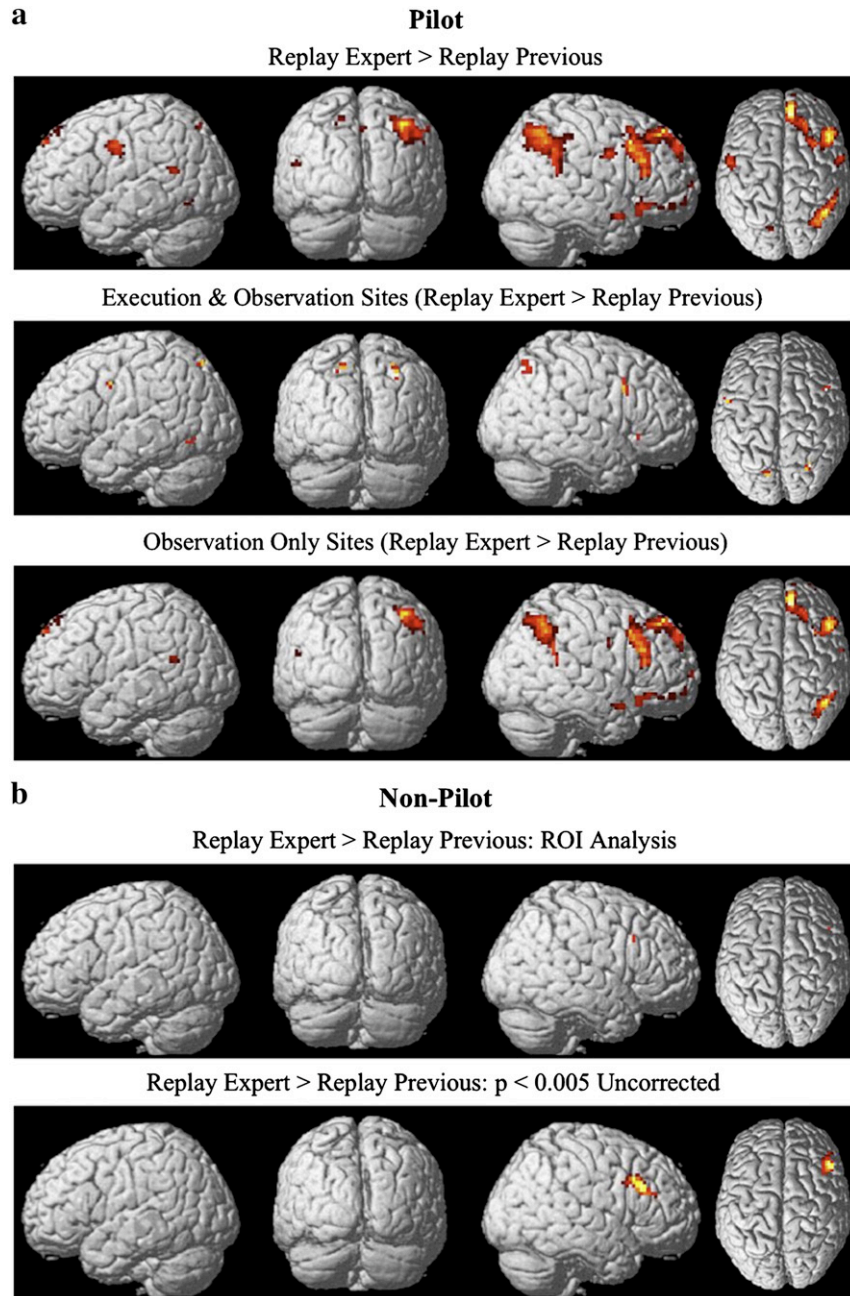 a
Pilot
Replay Expert > Replay Previous
Execution & Observation Sites (Replay Expert > Replay Previous)
Observation Only Sites (Replay Expert > Replay Previous)
b
Non-Pilot
Replay Expert > Replay Previous: ROI Analysis
Replay Expert > Replay Previous: p < 0.005 Uncorrected